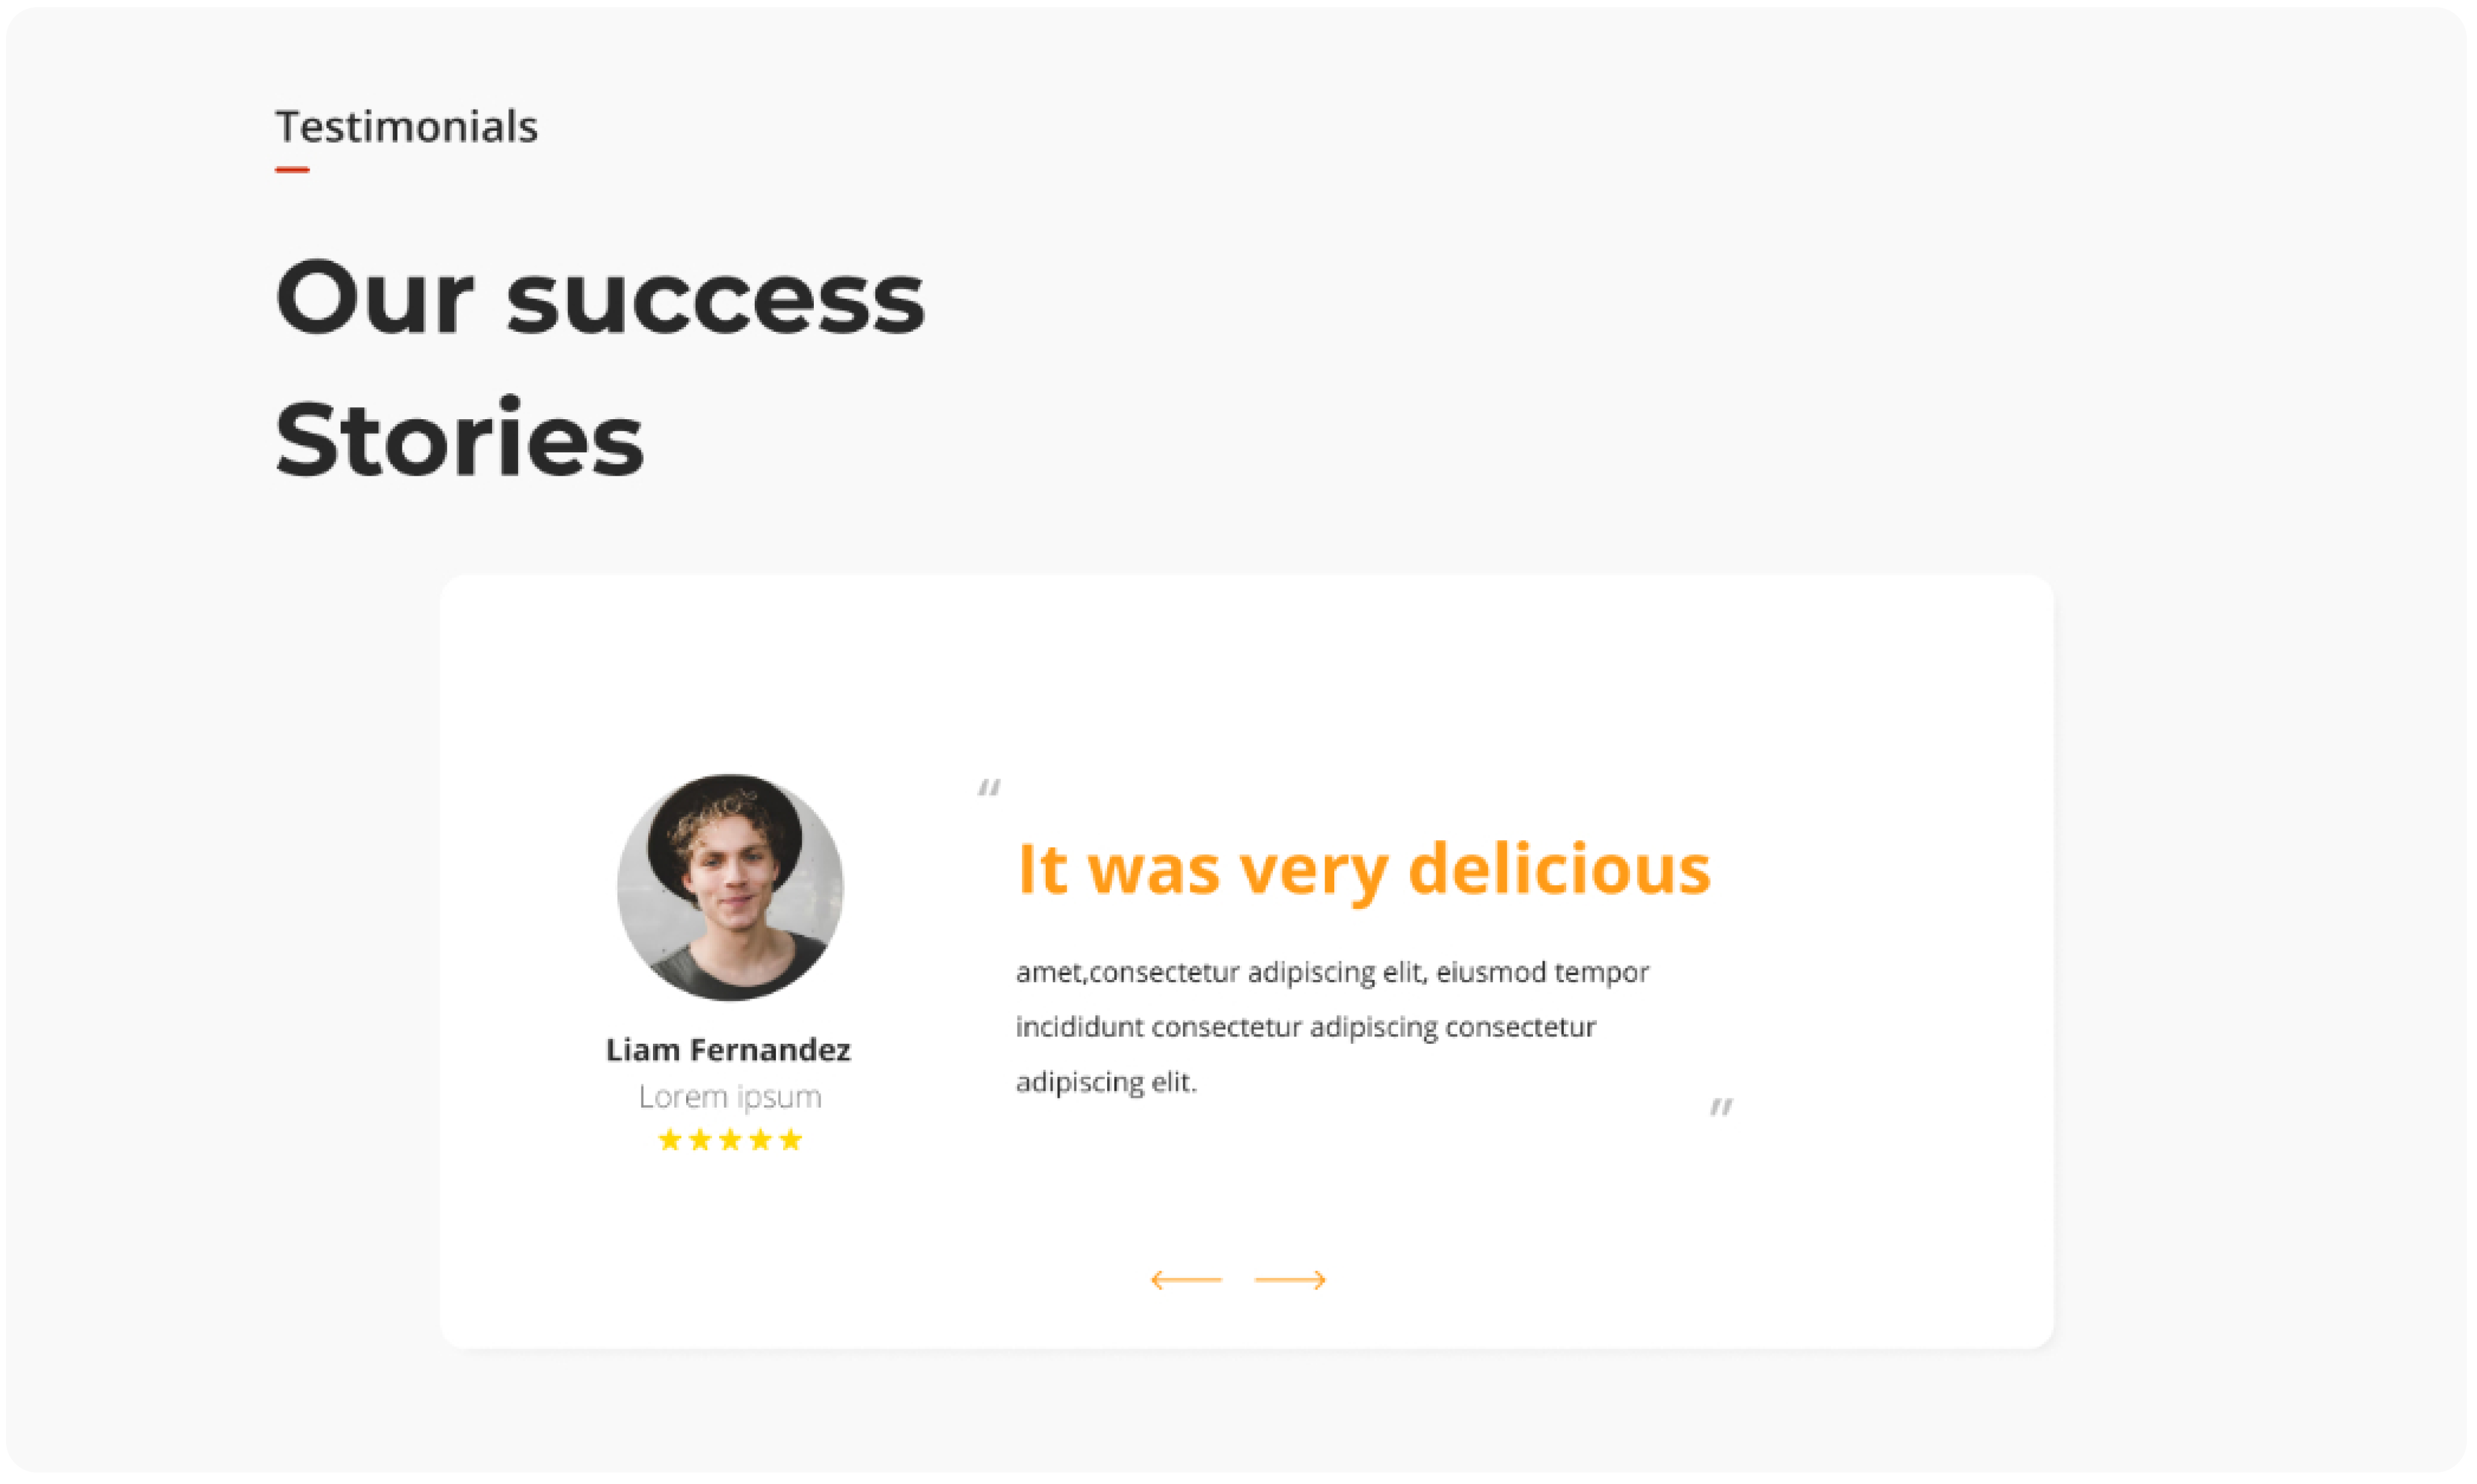 Testimonials
Our success
Stories
“
It was very delicious
amet,consectetur adipiscing elit, eiusmod tempor
incididunt consectetur adipiscing consectetur
adipiscing elit.
”
Liam Fernandez
Lorem ipsum